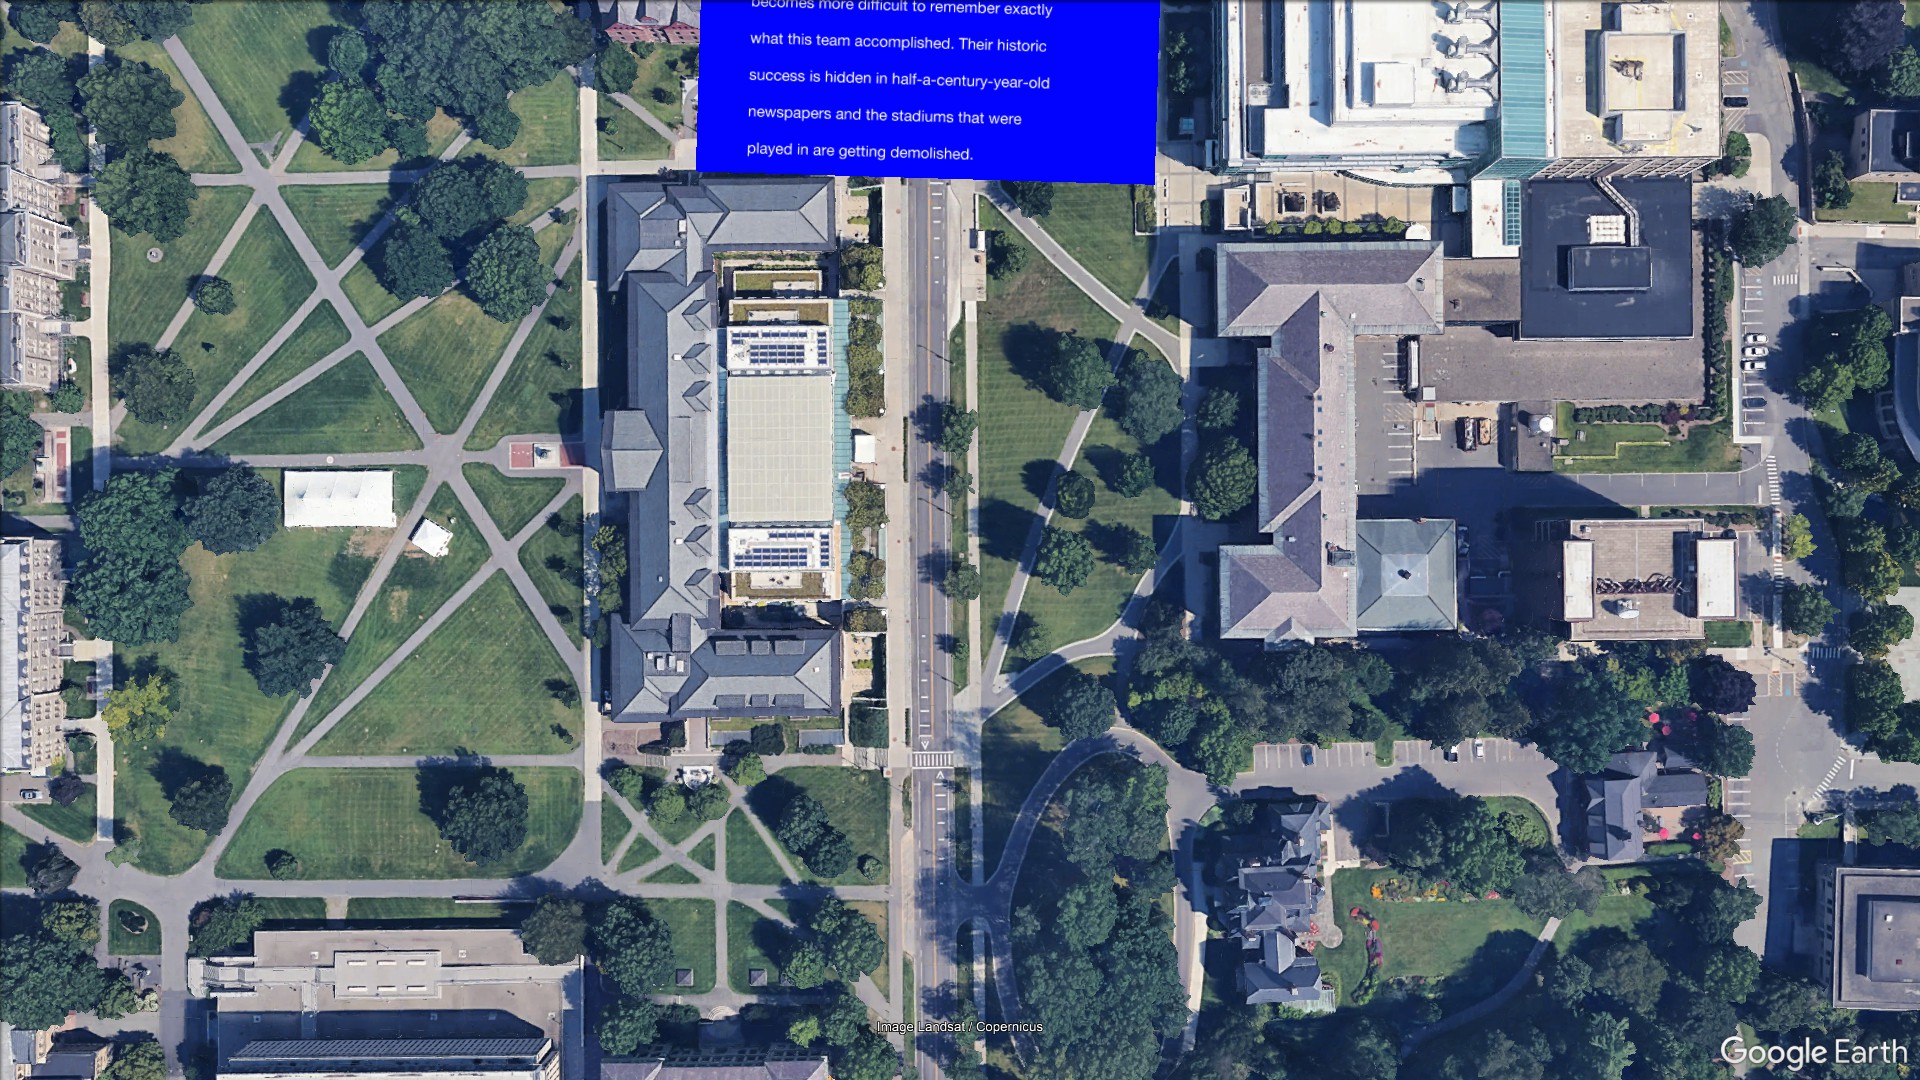 becomes more difficult to remember exactly
what this team accomplished. Their historic
success is hidden in half-a-century-year-old
newspapers and the stadiums that were
played in are getting demolished.
Image Landsat / Copernicus
Google Earth